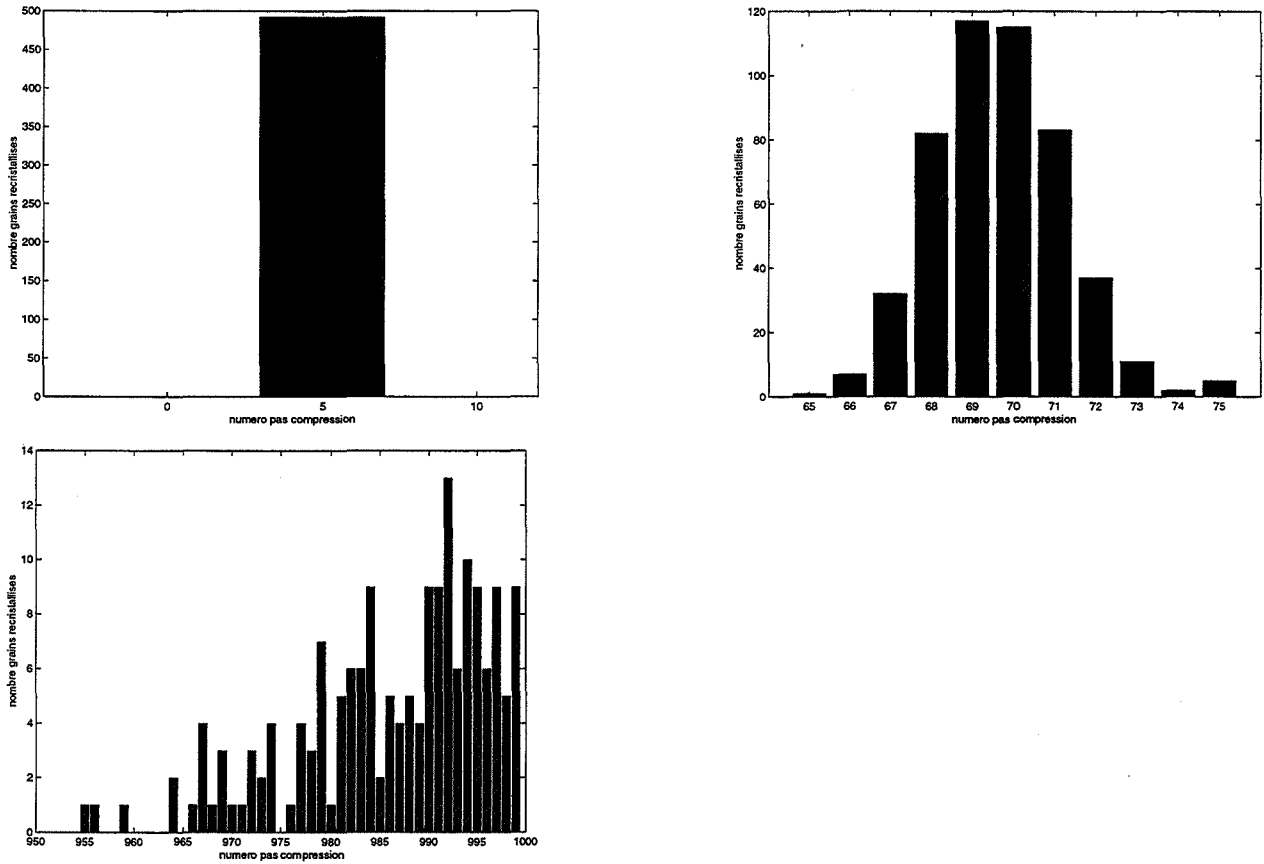 500
450
400
350
300
250
200
150
100
50
0
nombre grains recristallises
0 5 10
numero pas compression
120
100
80
60
40
20
0
nombre grains recristallises
65 66 67 68 69 70 71 72 73 74 75
numero pas compression
14
12
10
8
6
4
2
0
nombre grains recristallises
950 955 960 965 970 975 980 985 990 995 1000
numero pas compression